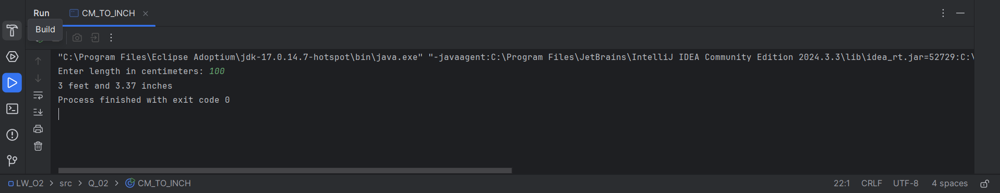 Run CM_TO_INCH
Build
"C:\Program Files\Eclipse Adoptium\jdk-17.0.14.7-hotspot\bin\java.exe" "-javaagent:C:\Program Files\JetBrains\IntelliJ IDEA Community Edition 2024.3.3\lib\idea_rt.jar=52729:C:\
Enter length in centimeters: 100
3 feet and 3.37 inches
Process finished with exit code 0
LW_O2 > src > Q_02 > CM_TO_INCH 22:1 CRLF UTF-8 4 spaces